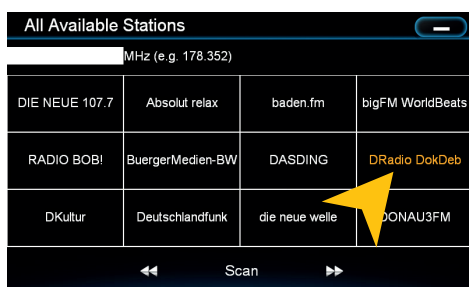 All Available Stations
MHz (e.g. 178.352)
DIE NEUE 107.7 Absolut relax baden.fm bigFM WorldBeats
RADIO BOB! BuergerMedien-BW DASDING DRadio DokDeb
DKultur Deutschlandfunk die neue welle DONAU3FM
Scan